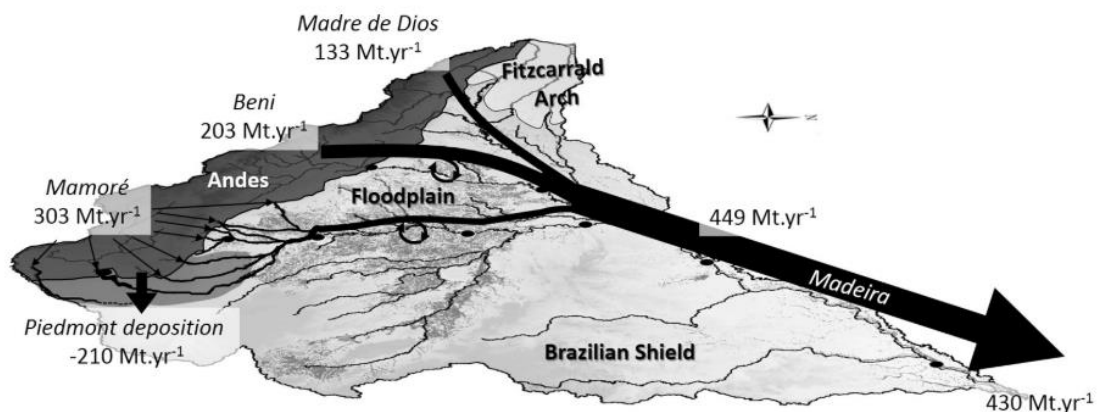 Madre de Dios
133 Mt.yr⁻¹
Fitzcarrald
Arch
Beni
203 Mt.yr⁻¹
Andes
Mamoré
303 Mt.yr⁻¹
Floodplain
449 Mt.yr⁻¹
Madeira
Piedmont deposition
-210 Mt.yr⁻¹
Brazilian Shield
430 Mt.yr⁻¹